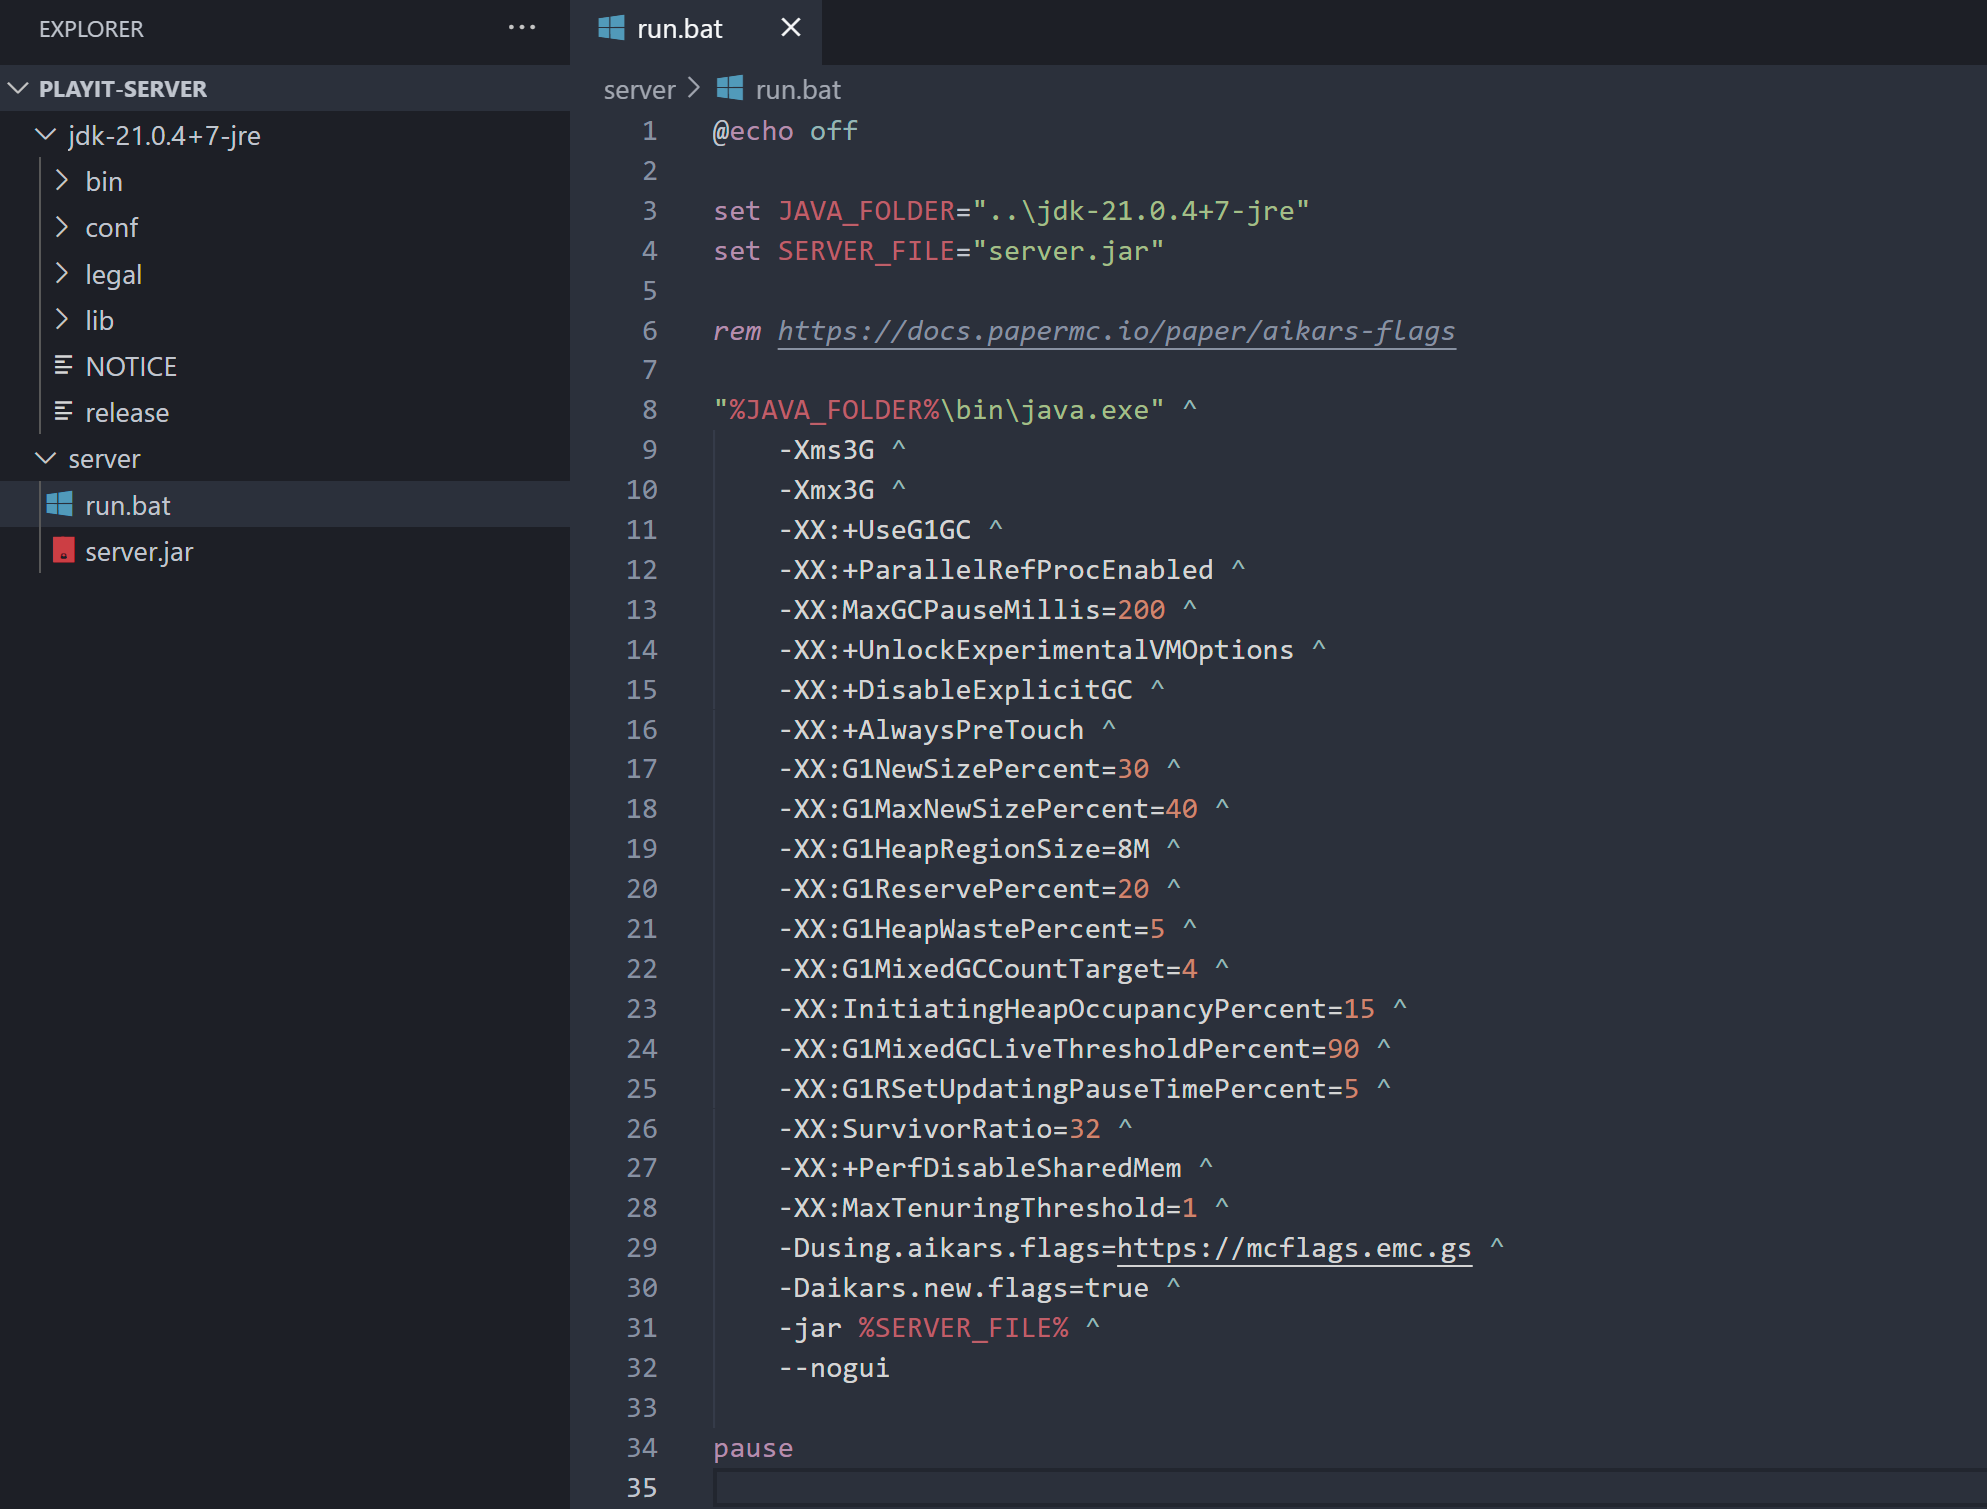 EXPLORER
PLAYIT-SERVER
jdk-21.0.4+7-jre
bin
conf
legal
lib
NOTICE
release
server
run.bat
server.jar
run.bat
server > run.bat
1 @echo off
2
3 set JAVA_FOLDER="..\jdk-21.0.4+7-jre"
4 set SERVER_FILE="server.jar"
5
6 rem https://docs.papermc.io/paper/aikars-flags
7
8 "%JAVA_FOLDER%\bin\java.exe" ^
9 -Xms3G ^
10 -Xmx3G ^
11 -XX:+UseG1GC ^
12 -XX:+ParallelRefProcEnabled ^
13 -XX:MaxGCPauseMillis=200 ^
14 -XX:+UnlockExperimentalVMOptions ^
15 -XX:+DisableExplicitGC ^
16 -XX:+AlwaysPreTouch ^
17 -XX:G1NewSizePercent=30 ^
18 -XX:G1MaxNewSizePercent=40 ^
19 -XX:G1HeapRegionSize=8M ^
20 -XX:G1ReservePercent=20 ^
21 -XX:G1HeapWastePercent=5 ^
22 -XX:G1MixedGCCountTarget=4 ^
23 -XX:InitiatingHeapOccupancyPercent=15 ^
24 -XX:G1MixedGCLiveThresholdPercent=90 ^
25 -XX:G1RSetUpdatingPauseTimePercent=5 ^
26 -XX:SurvivorRatio=32 ^
27 -XX:+PerfDisableSharedMem ^
28 -XX:MaxTenuringThreshold=1 ^
29 -Dusing.aikars.flags=https://mcflags.emc.gs ^
30 -Daikars.new.flags=true ^
31 -jar %SERVER_FILE% ^
32 --nogui
33
34 pause
35